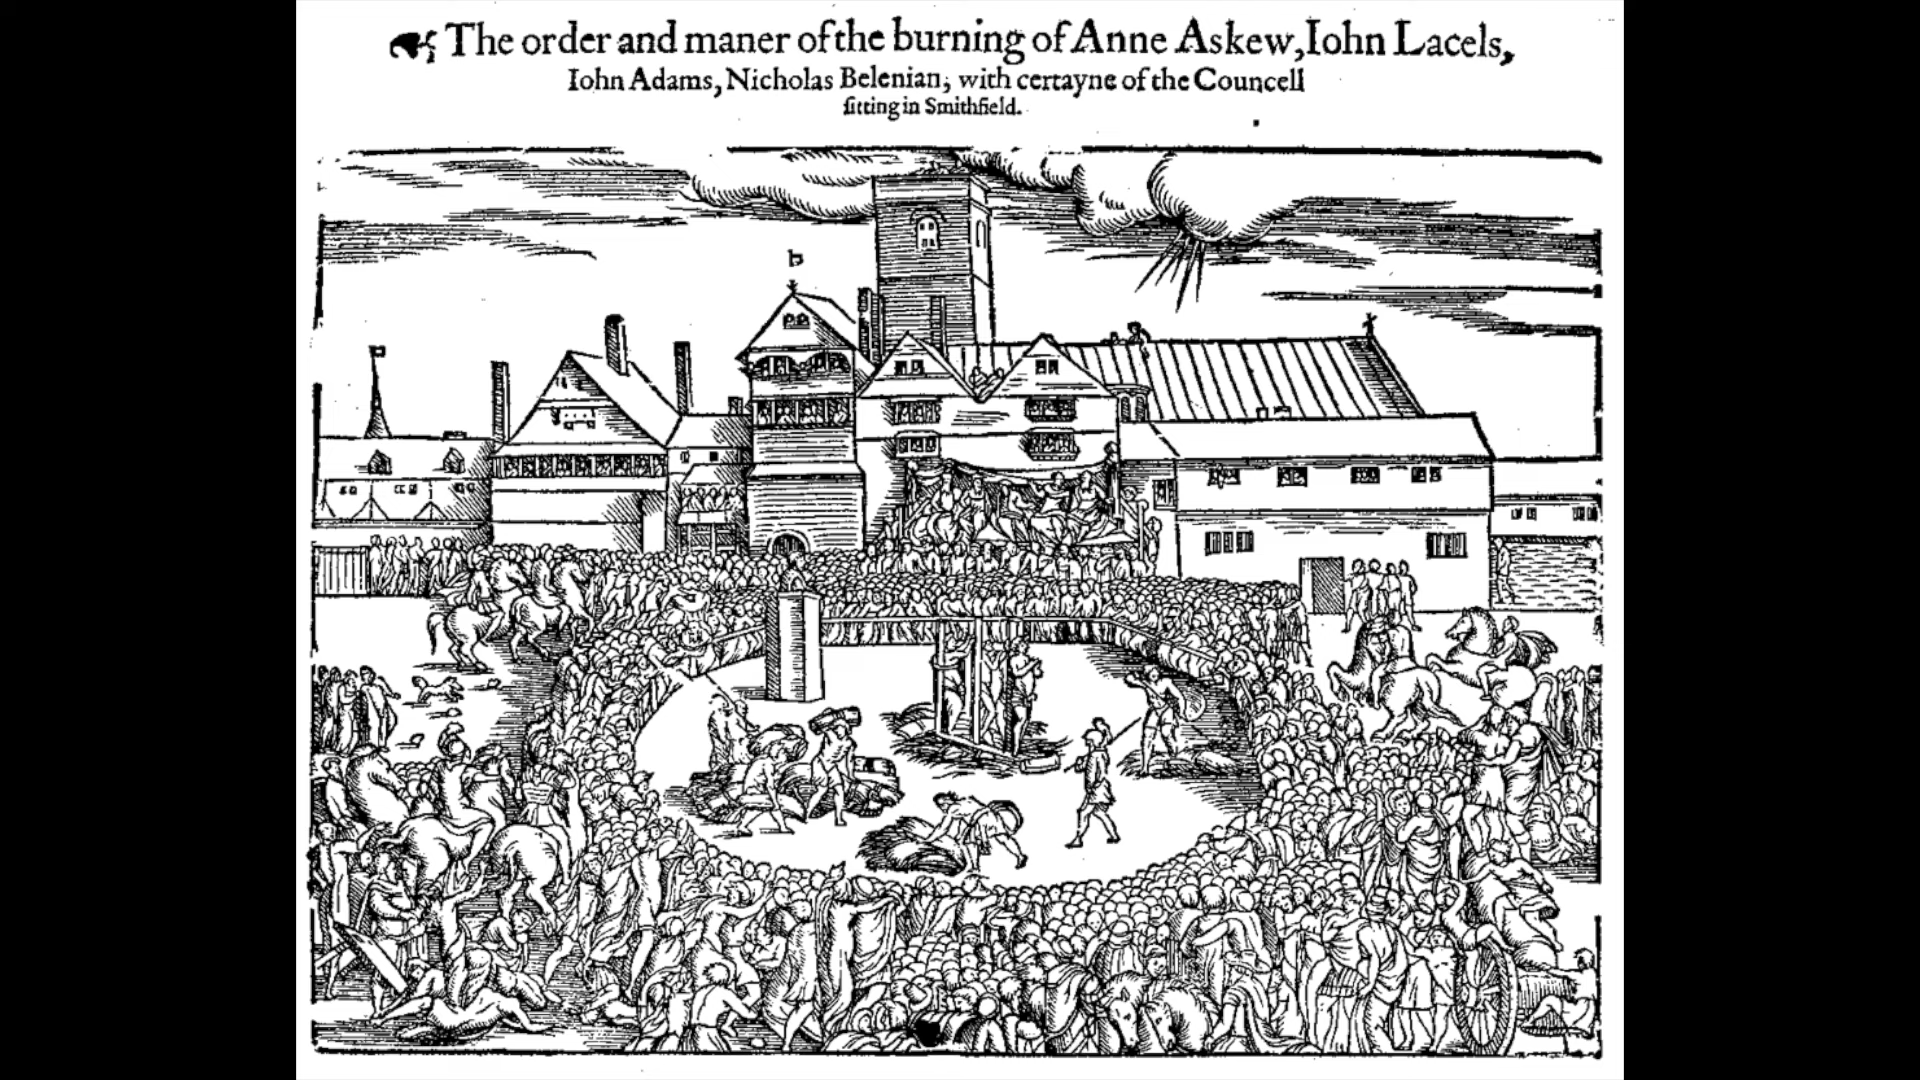 The order and maner of the burning of Anne Askew, Iohn Lacels,
Iohn Adams, Nicholas Belenian, with certayne of the Councell
sitting in Smithfield.